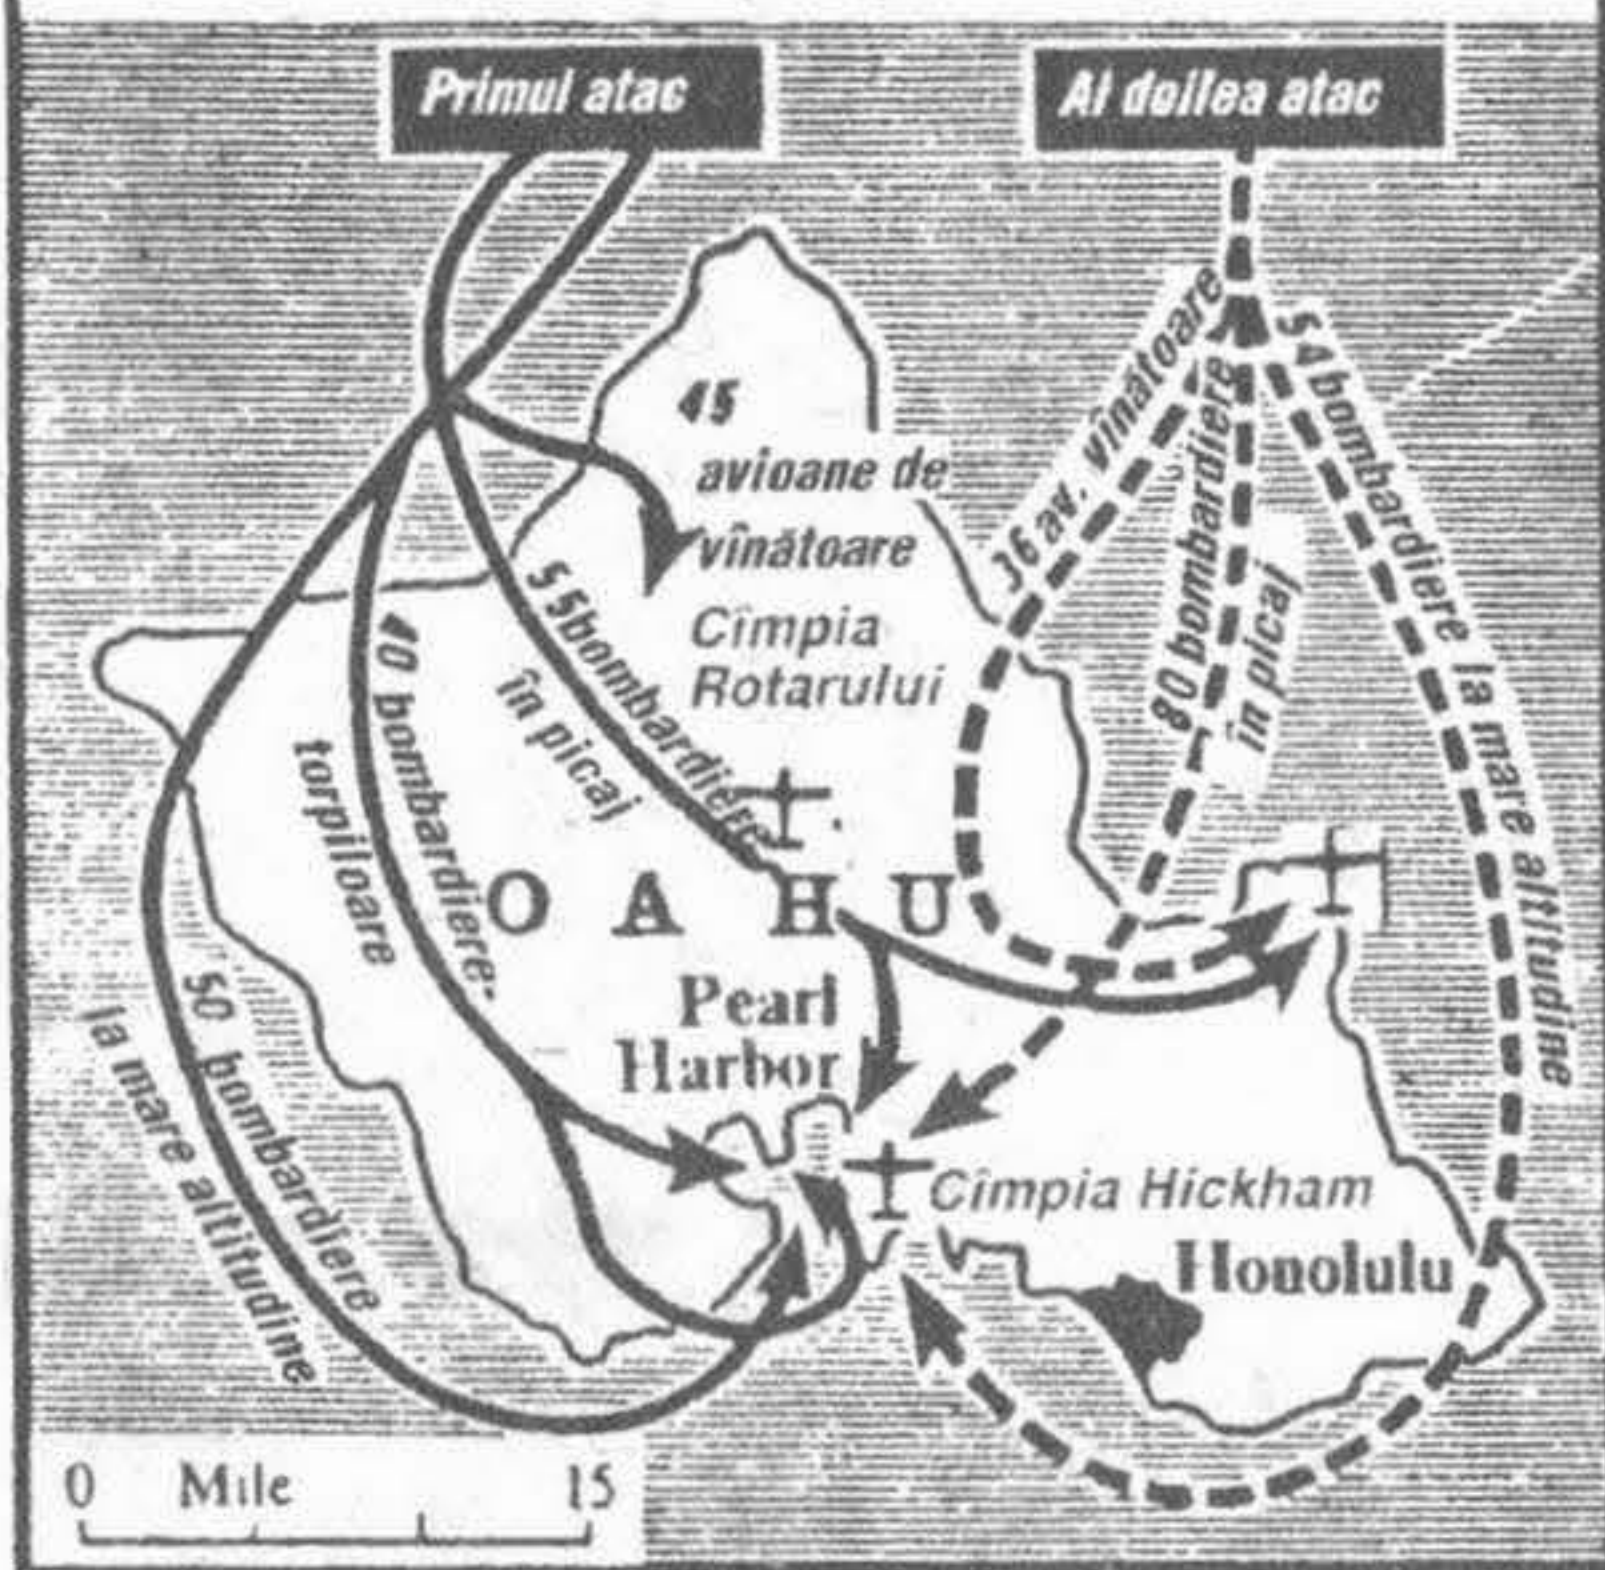 Primul atac
Al doilea atac
45
avioane de
vînătoare
Cîmpia
Rotarului
36 av. vînătoare
80 bombardiere
în picaj
54 bombardiere la mare altitudine
55 bombardiere
în picaj
40 bombardiere-
torpiloare
50 bombardiere
la mare altitudine
OAHU
Pearl
Harbor
Cîmpia Hickham
Honolulu
0 Mile 15